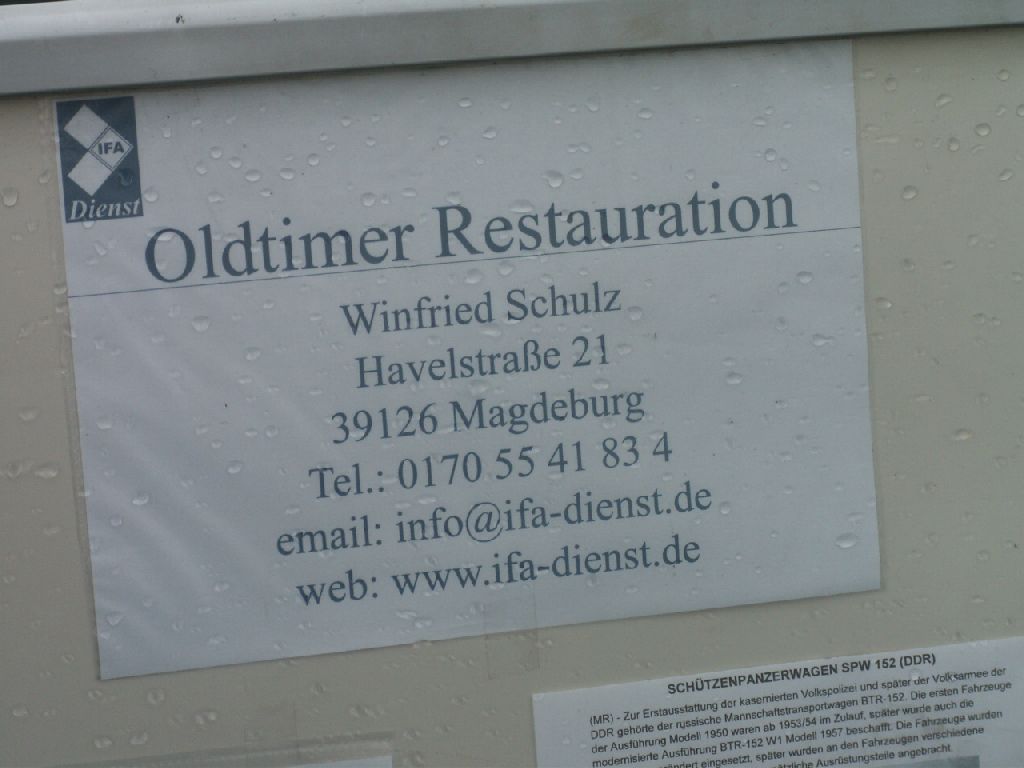 IFA
Dienst
Oldtimer Restauration
Winfried Schulz
Havelstraße 21
39126 Magdeburg
Tel.: 0170 55 41 83 4
email: info@ifa-dienst.de
web: www.ifa-dienst.de
SCHÜTZENPANZERWAGEN SPW 152 (DDR)
(MR) - Zur Erstausstattung der kasernierten Volkspolizei und später der Volksarmee der
DDR gehörte der russische Mannschaftstransportwagen BTR-152. Die ersten Fahrzeuge
der Ausführung Modell 1950 waren ab 1953/54 im Zulauf, später wurde auch die
modernisierte Ausführung BTR-152 W1 Modell 1957 beschafft. Die Fahrzeuge wurden
eingesetzt, später wurden an den Fahrzeugen verschiedene
Ausrüstungsteile angebracht.